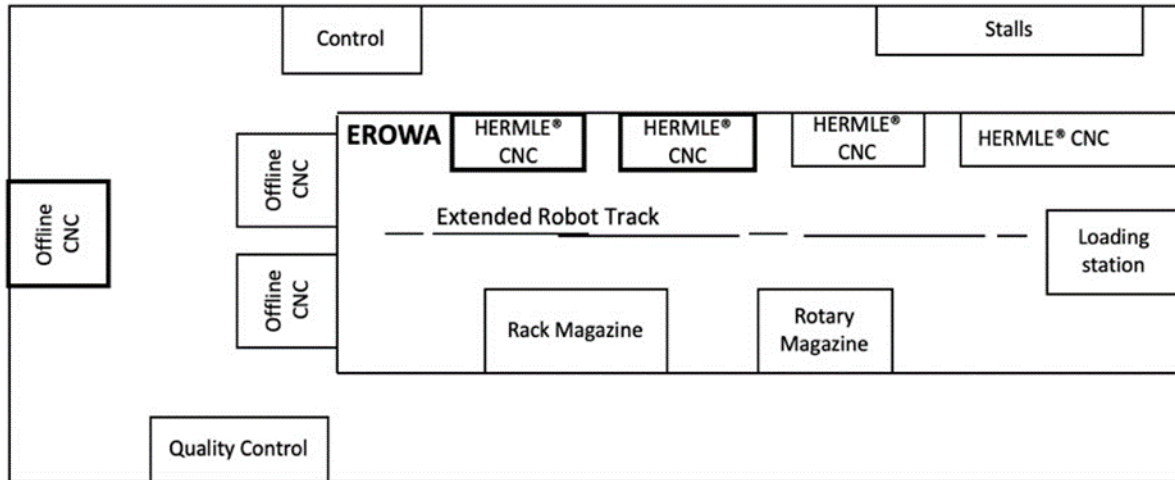 Control
Stalls
EROWA
HERMLE®
CNC
HERMLE®
CNC
HERMLE®
CNC
HERMLE® CNC
Offline
CNC
Offline
CNC
Offline
CNC
Extended Robot Track
Loading
station
Rack Magazine
Rotary
Magazine
Quality Control